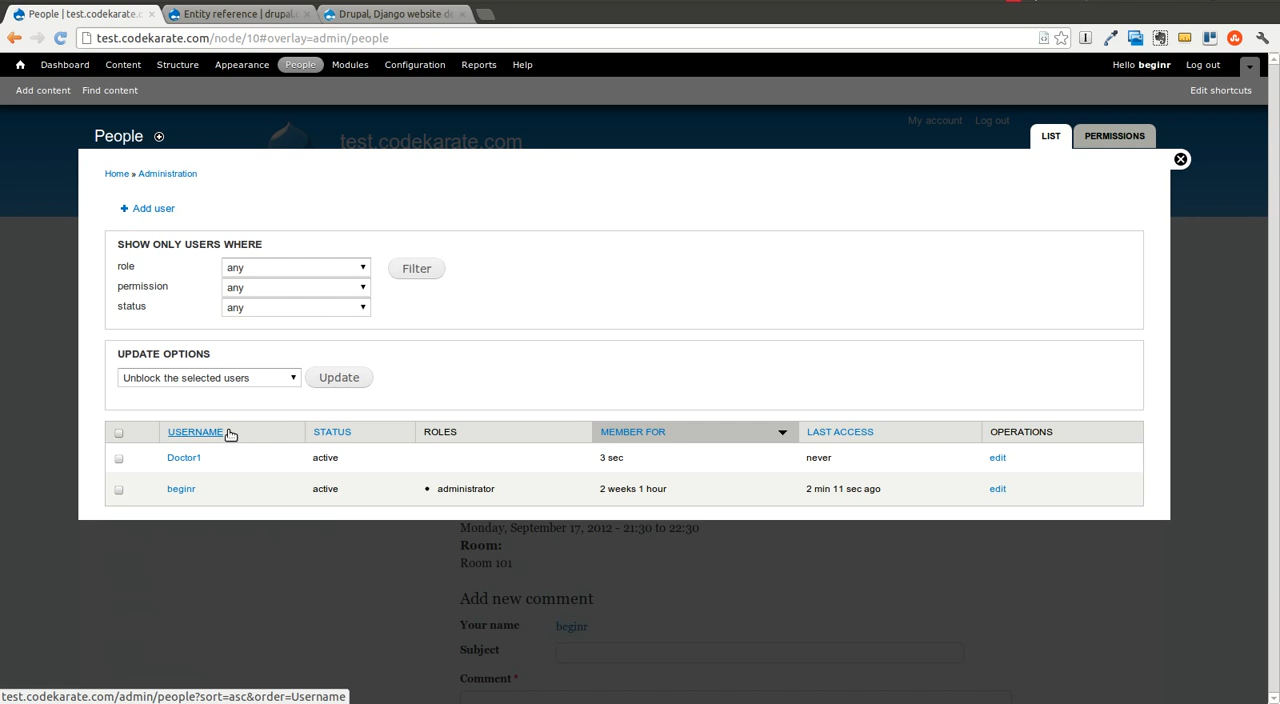 People | test.codekarate.c
Entity reference | drupal.c
Drupal, Django website de
test.codekarate.com/node/10#overlay=admin/people
Dashboard Content Structure Appearance People Modules Configuration Reports Help
Hello beginr Log out
Add content Find content
Edit shortcuts
My account Log out
People
test.codekarate.com
LIST PERMISSIONS
Home » Administration
Add user
SHOW ONLY USERS WHERE
role any Filter
permission any
status any
UPDATE OPTIONS
Unblock the selected users Update
USERNAME STATUS ROLES MEMBER FOR LAST ACCESS OPERATIONS
Doctor1 active 3 sec never edit
beginr active • administrator 2 weeks 1 hour 2 min 11 sec ago edit
Monday, September 17, 2012 - 21:30 to 22:30
Room:
Room 101
Add new comment
Your name beginr
Subject
Comment *
test.codekarate.com/admin/people?sort=asc&order=Username